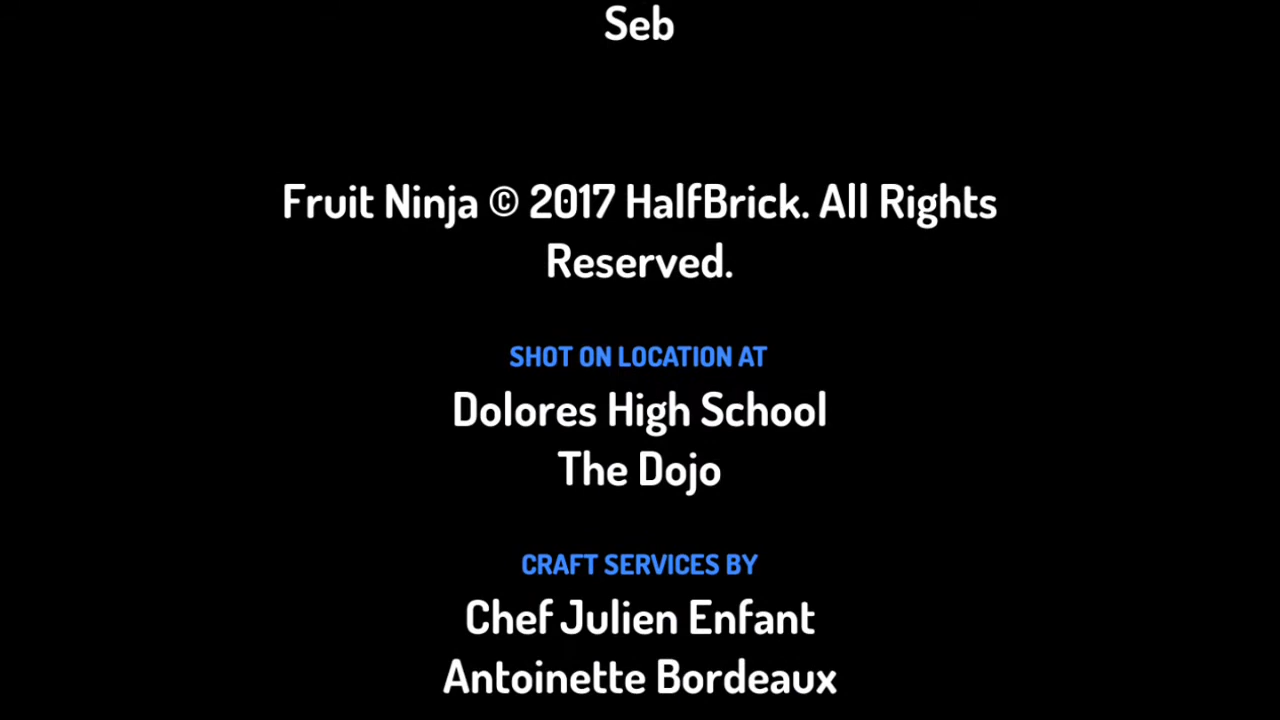 Seb
Fruit Ninja © 2017 HalfBrick. All Rights
Reserved.
SHOT ON LOCATION AT
Dolores High School
The Dojo
CRAFT SERVICES BY
Chef Julien Enfant
Antoinette Bordeaux